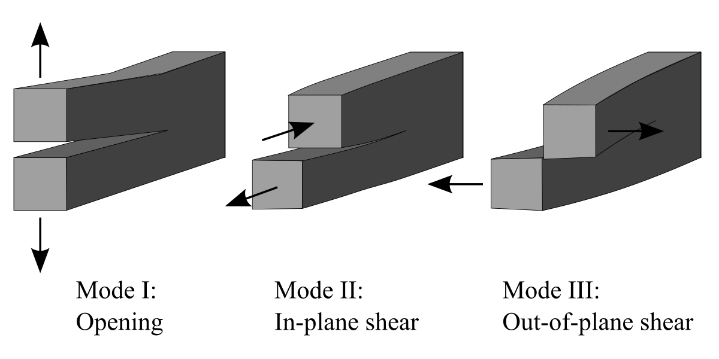 Mode I:
Opening
Mode II:
In-plane shear
Mode III:
Out-of-plane shear